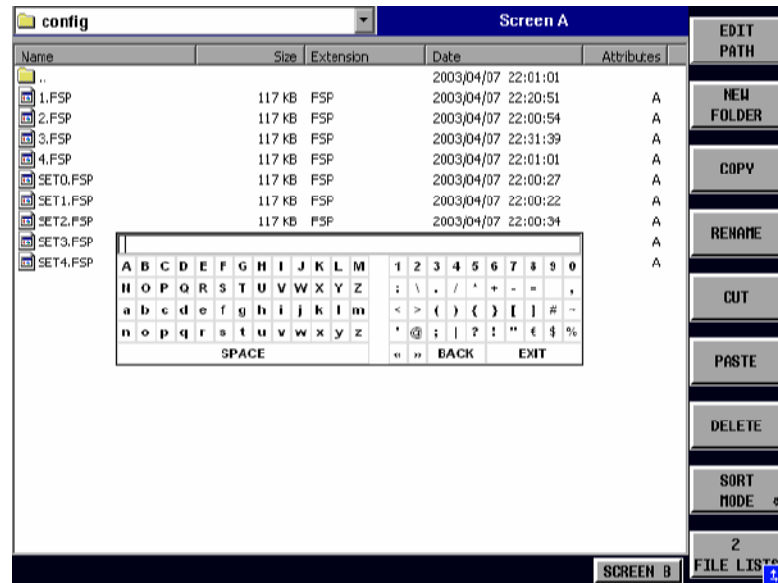 config Screen A
Name Size Extension Date Attributes
.. 2003/04/07 22:01:01
1.FSP 117 KB FSP 2003/04/07 22:20:51 A
2.FSP 117 KB FSP 2003/04/07 22:00:54 A
3.FSP 117 KB FSP 2003/04/07 22:31:39 A
4.FSP 117 KB FSP 2003/04/07 22:01:01 A
SET0.FSP 117 KB FSP 2003/04/07 22:00:27 A
SET1.FSP 117 KB FSP 2003/04/07 22:00:22 A
SET2.FSP 117 KB FSP 2003/04/07 22:00:34 A
SET3.FSP A
SET4.FSP A
A B C D E F G H I J K L M 1 2 3 4 5 6 7 8 9 0
N O P Q R S T U V W X Y Z : \ . / ^ + - = ,
a b c d e f g h i j k l m < > ( ) { } [ ] # ~
n o p q r s t u v w x y z ' @ ; | ? ! " € $ %
SPACE « » BACK EXIT
EDIT
PATH
NEW
FOLDER
COPY
RENAME
CUT
PASTE
DELETE
SORT
MODE
2
FILE LISTS
SCREEN B